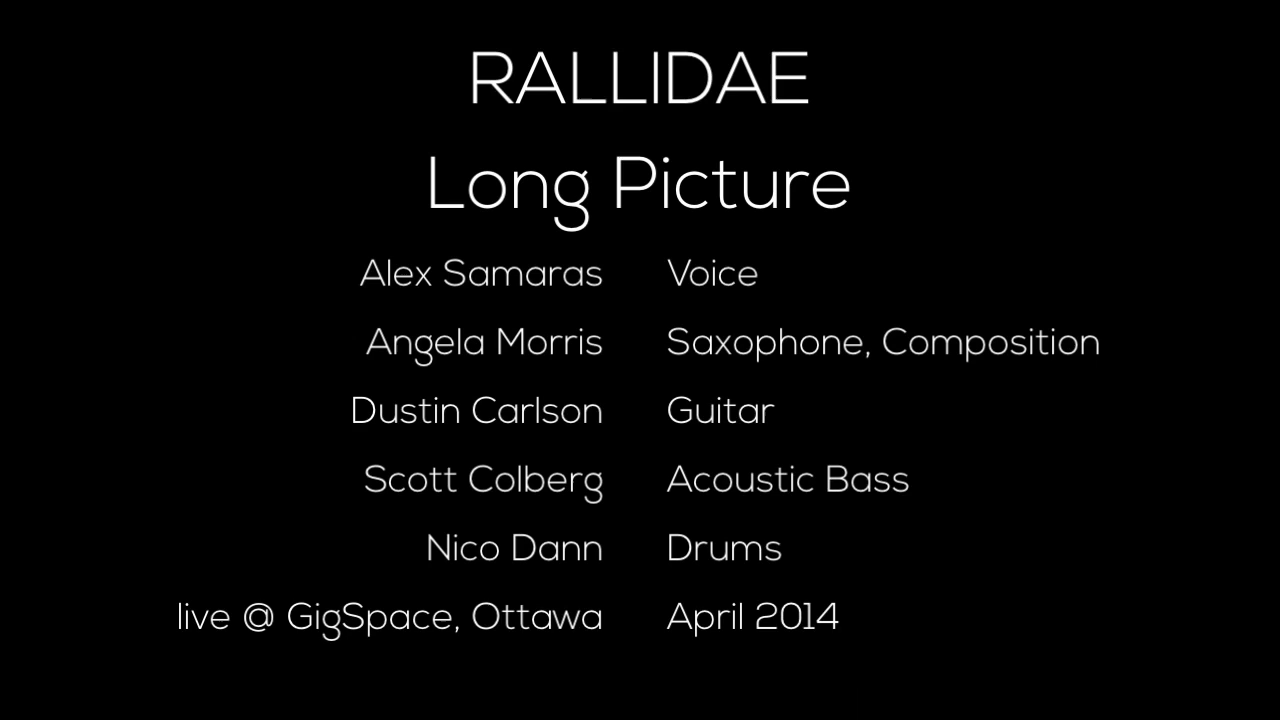 RALLIDAE
Long Picture
Alex Samaras Voice
Angela Morris Saxophone, Composition
Dustin Carlson Guitar
Scott Colberg Acoustic Bass
Nico Dann Drums
live @ GigSpace, Ottawa April 2014